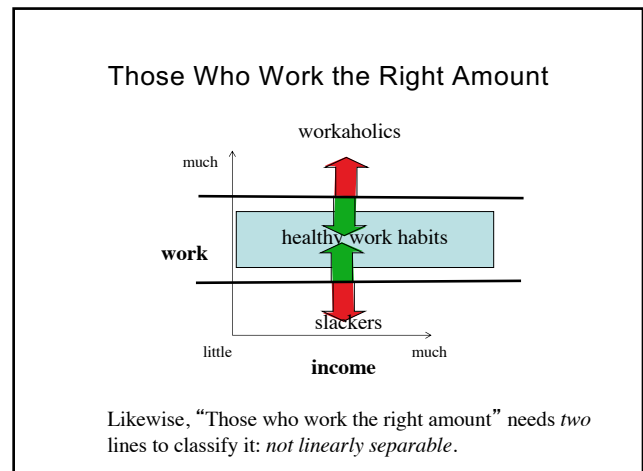 Those Who Work the Right Amount
workaholics
much
healthy work habits
work
slackers
little
much
income
Likewise, “Those who work the right amount” needs two
lines to classify it: not linearly separable.